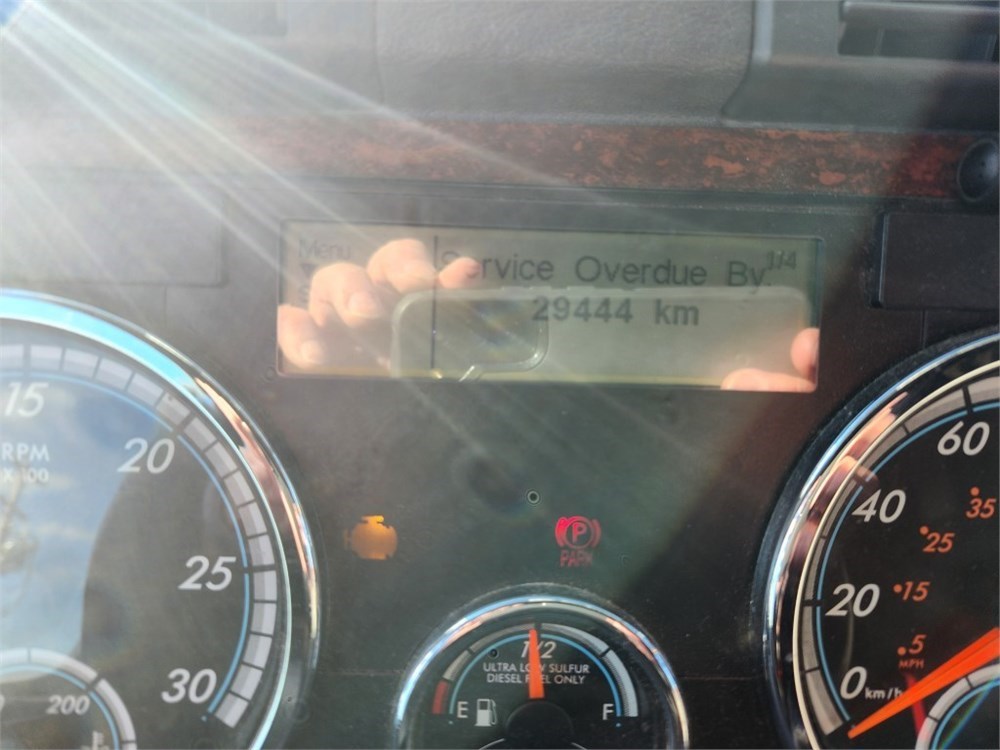 Menu
Service Overdue By:
1/4
29444 km
15
20
25
30
RPM
X 100
200
P
PARK
1/2
ULTRA LOW SULFUR
DIESEL FUEL ONLY
E
F
60
40
20
0
km/h
35
25
15
5
MPH